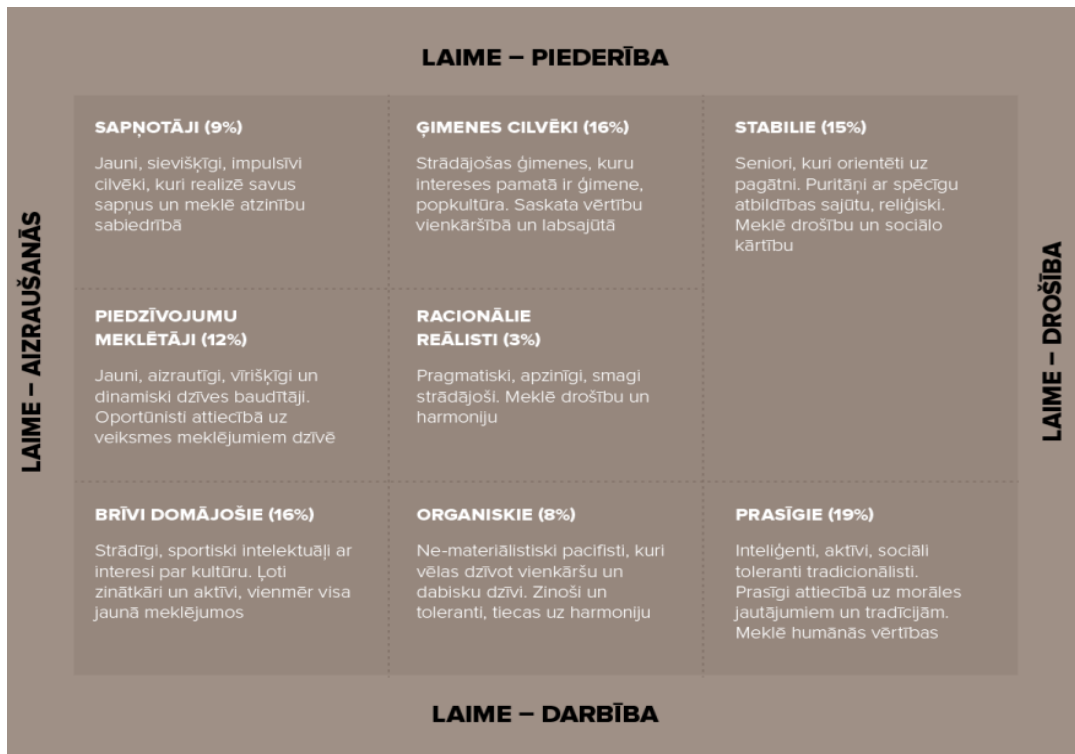 LAIME – PIEDERĪBA
LAIME – AIZRAUŠANĀS
SAPŅOTĀJI (9%)
Jauni, sievišķīgi, impulsīvi
cilvēki, kuri realizē savus
sapņus un meklē atzinību
sabiedrībā
ĢIMENES CILVĒKI (16%)
Strādājošas ģimenes, kuru
intereses pamatā ir ģimene,
popkultūra. Saskata vērtību
vienkāršībā un labsajūtā
STABILIE (15%)
Seniori, kuri orientēti uz
pagātni. Puritāņi ar spēcīgu
atbildības sajūtu, reliģiski.
Meklē drošību un sociālo
kārtību
PIEDZĪVOJUMU
MEKLĒTĀJI (12%)
Jauni, aizrautīgi, vīrišķīgi un
dinamiski dzīves baudītāji.
Oportūnisti attiecībā uz
veiksmes meklējumiem dzīvē
RACIONĀLIE
REĀLISTI (3%)
Pragmatiski, apzinīgi, smagi
strādājoši. Meklē drošību un
harmoniju
BRĪVI DOMĀJOŠIE (16%)
Strādīgi, sportiski intelektuāļi ar
interesi par kultūru. Ļoti
zinātkāri un aktīvi, vienmēr visa
jaunā meklējumos
ORGANISKIE (8%)
Ne-materiālistiski pacifisti, kuri
vēlas dzīvot vienkāršu un
dabisku dzīvi. Zinoši un
toleranti, tiecas uz harmoniju
PRASĪGIE (19%)
Inteliģenti, aktīvi, sociāli
toleranti tradicionālisti.
Prasīgi attiecībā uz morāles
jautājumiem un tradīcijām.
Meklē humānās vērtības
LAIME – DROŠĪBA
LAIME – DARBĪBA